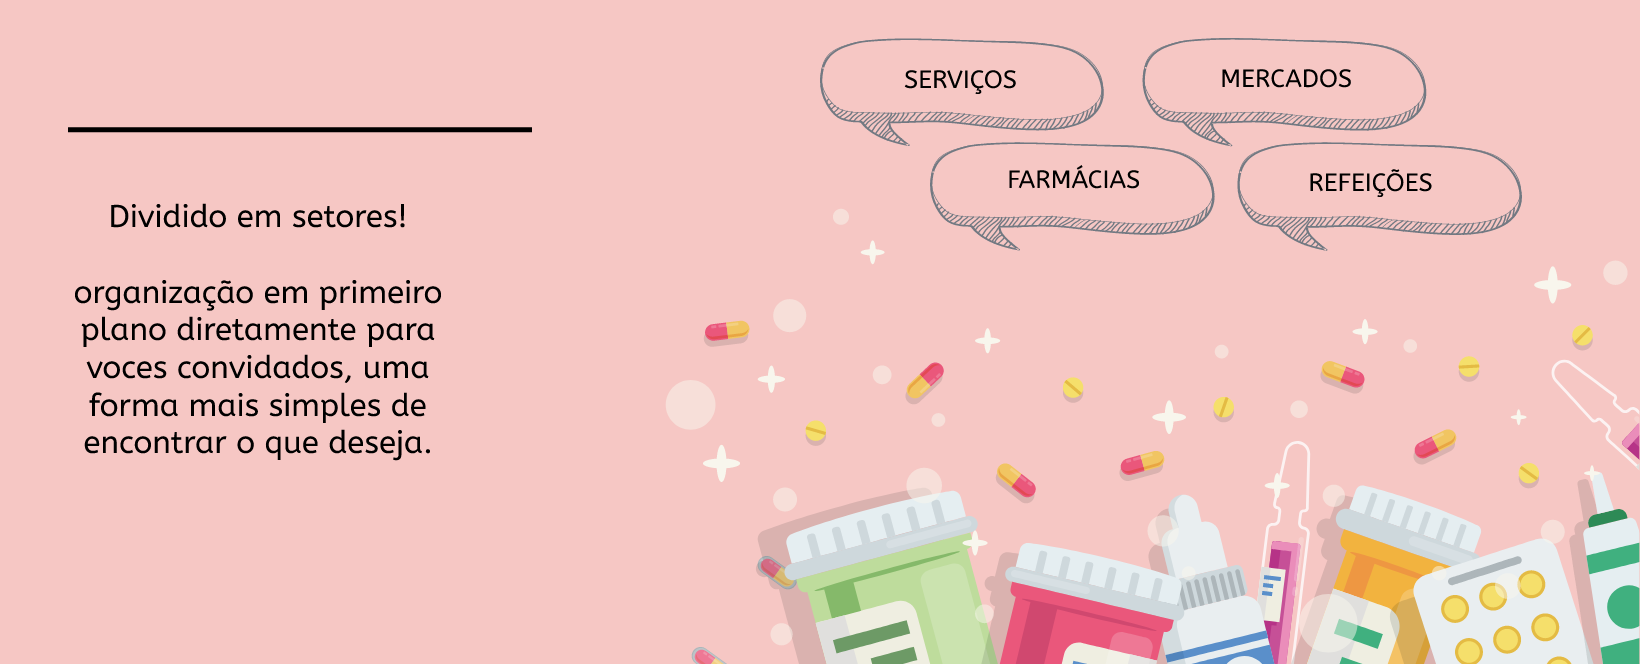 Dividido em setores!
organização em primeiro
plano diretamente para
voces convidados, uma
forma mais simples de
encontrar o que deseja.
SERVIÇOS
MERCADOS
FARMÁCIAS
REFEIÇÕES